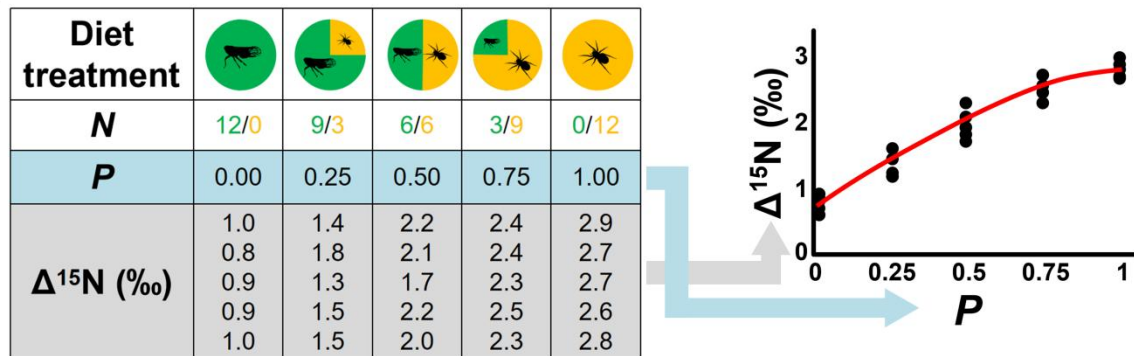 Diet treatment
N 12/0 9/3 6/6 3/9 0/12
P 0.00 0.25 0.50 0.75 1.00
Δ¹⁵N (‰)
1.0 1.4 2.2 2.4 2.9
0.8 1.8 2.1 2.4 2.7
0.9 1.3 1.7 2.3 2.7
0.9 1.5 2.2 2.5 2.6
1.0 1.5 2.0 2.3 2.8
Δ¹⁵N (‰)
3
2
1
0
0 0.25 0.5 0.75 1
P